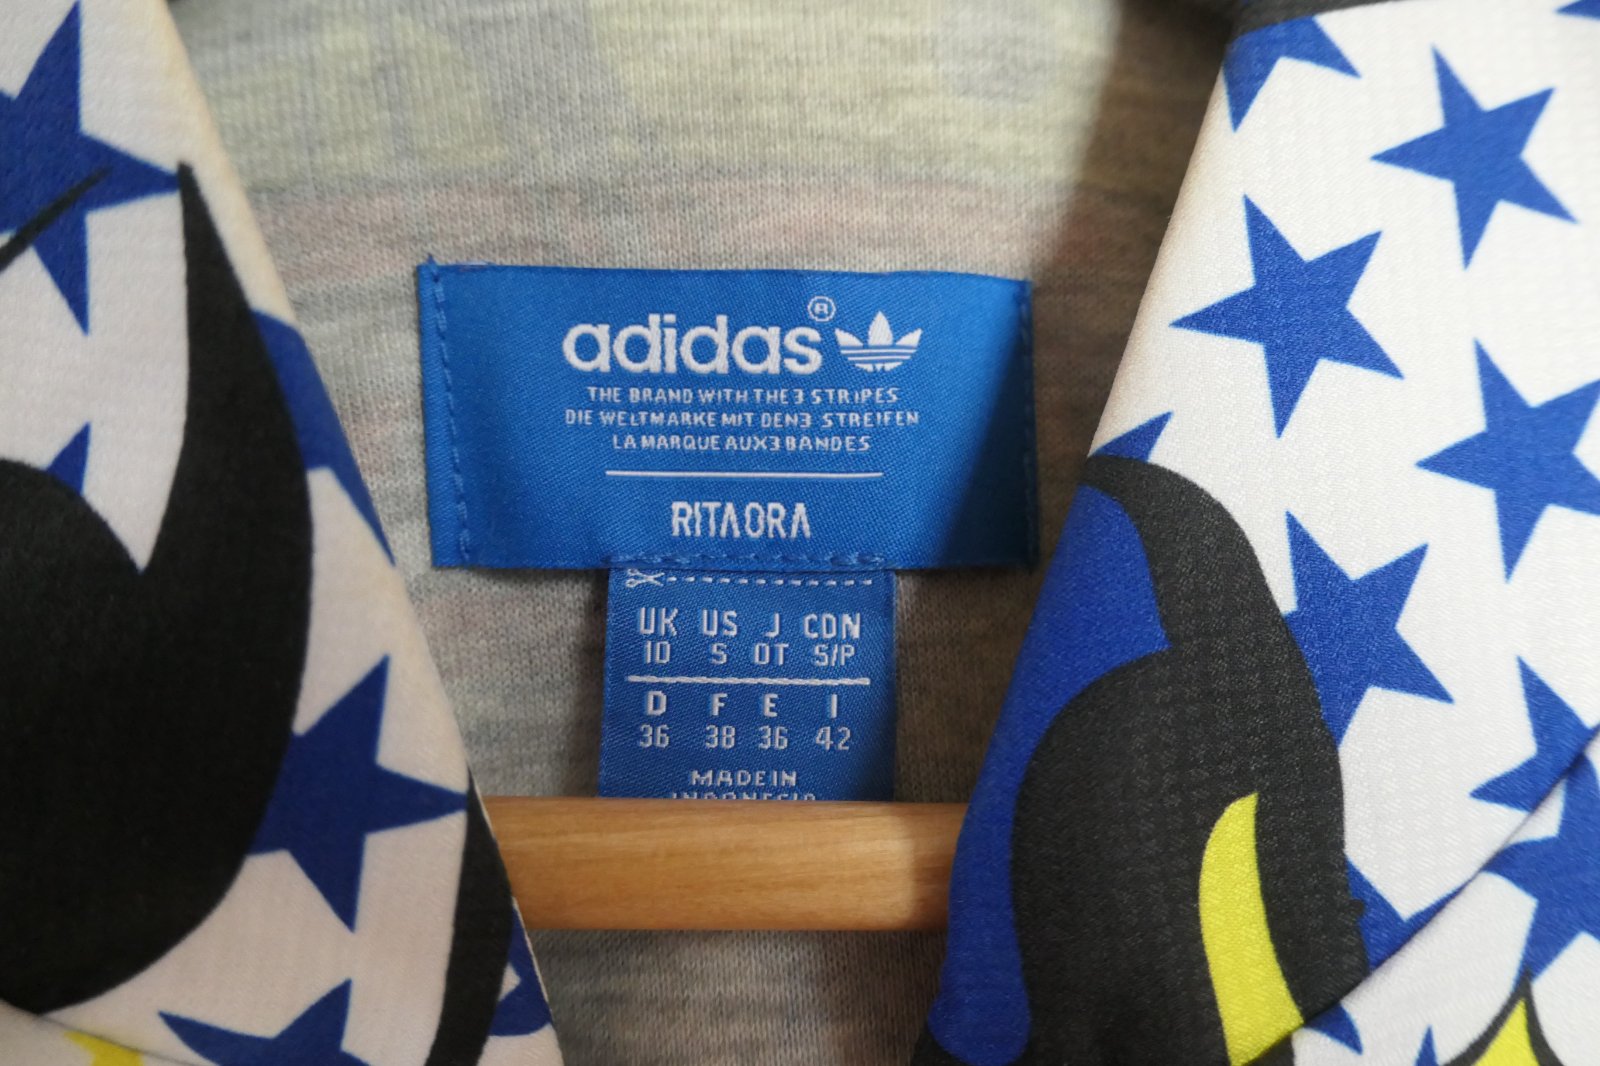 adidas®
THE BRAND WITH THE 3 STRIPES
DIE WELTMARKE MIT DEN 3 STREIFEN
LA MARQUE AUX 3 BANDES
RITA ORA
UK US J CDN
10 S OT S/P
D F E I
36 38 36 42
MADE IN
INDONESIA